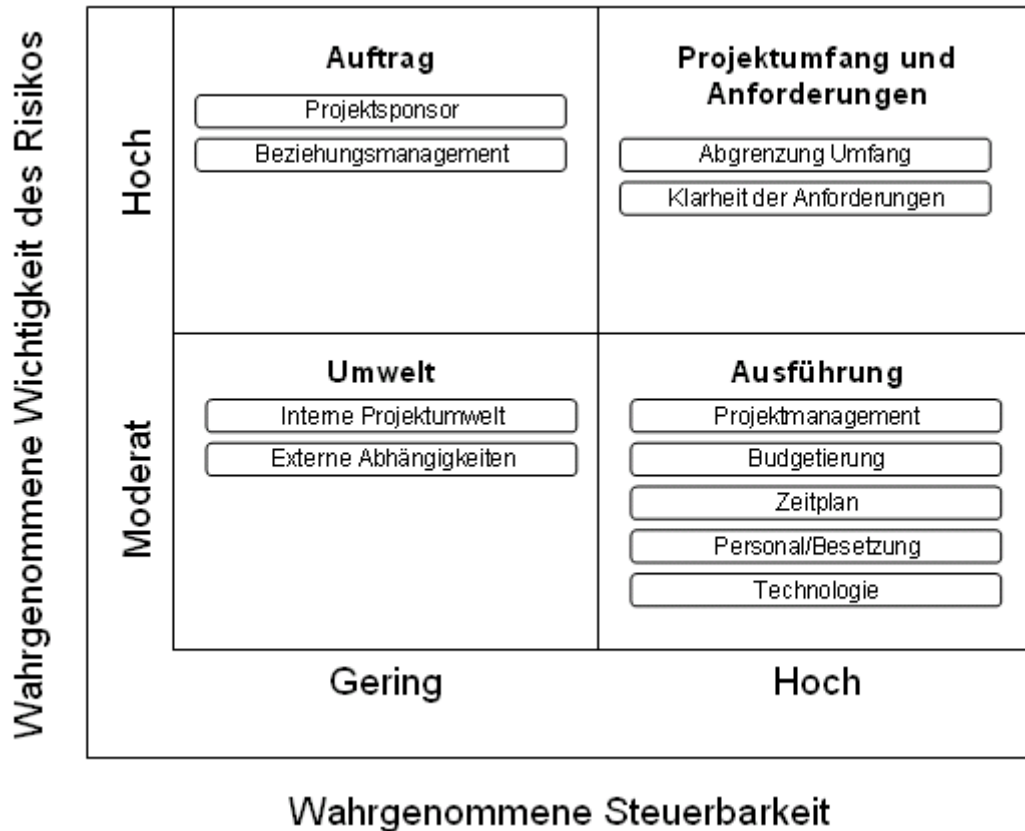 Wahrgenommene Wichtigkeit des Risikos
Hoch
Auftrag
Projektsponsor
Beziehungsmanagement
Projektumfang und
Anforderungen
Abgrenzung Umfang
Klarheit der Anforderungen
Moderat
Umwelt
Interne Projektumwelt
Externe Abhängigkeiten
Ausführung
Projektmanagement
Budgetierung
Zeitplan
Personal/Besetzung
Technologie
Gering
Hoch
Wahrgenommene Steuerbarkeit